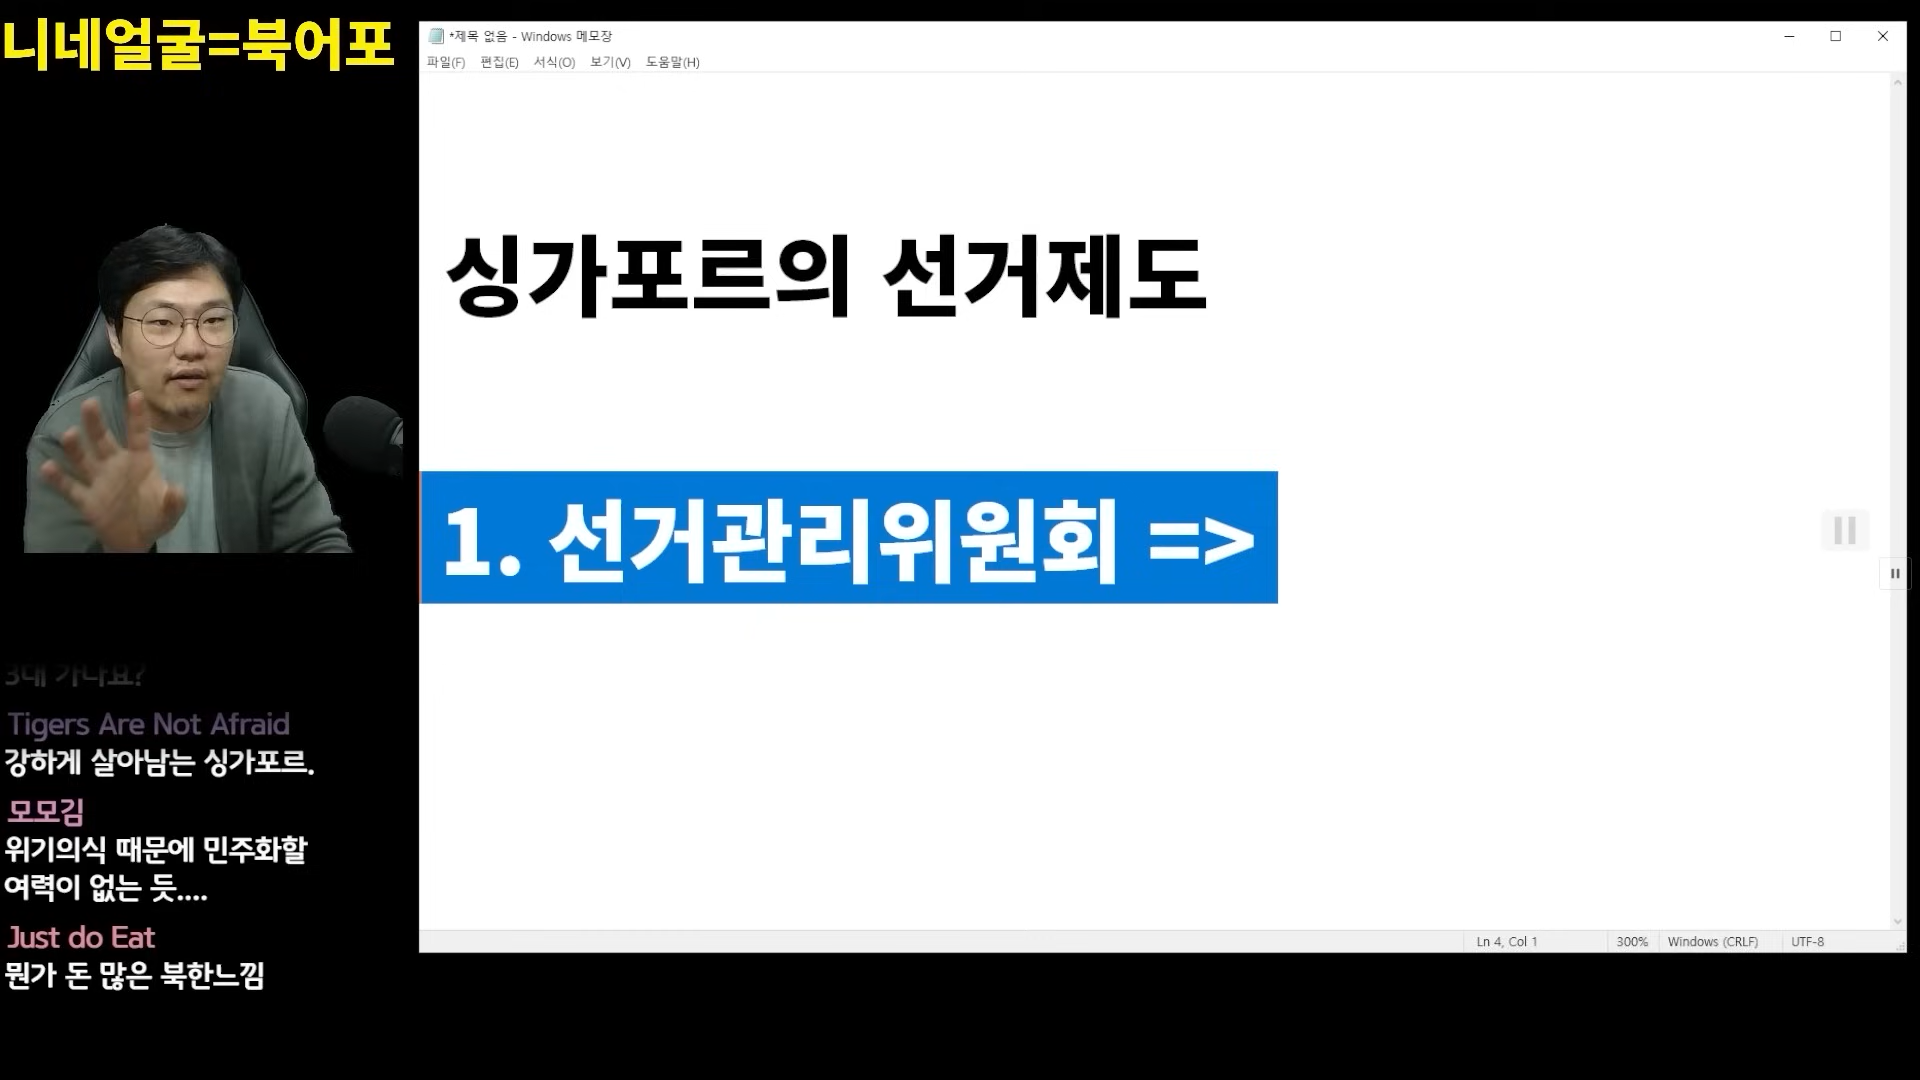 니네얼굴=북어포
*제목 없음 - Windows 메모장
파일(F) 편집(E) 서식(O) 보기(V) 도움말(H)
싱가포르의 선거제도
1. 선거관리위원회 =>
3대 가나요?
Tigers Are Not Afraid
강하게 살아남는 싱가포르.
모모김
위기의식 때문에 민주화할
여력이 없는 듯....
Just do Eat
뭔가 돈 많은 북한느낌
Ln 4, Col 1 300% Windows (CRLF) UTF-8